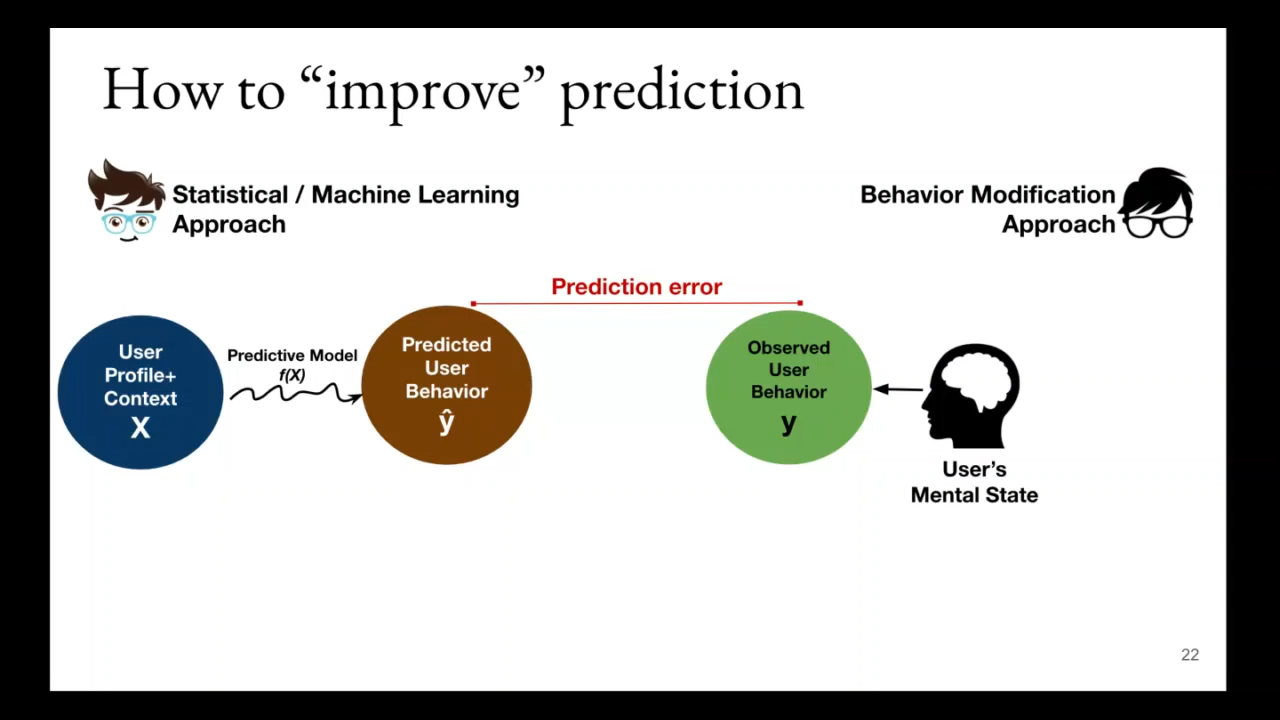 How to “improve” prediction
Statistical / Machine Learning
Approach
Behavior Modification
Approach
Prediction error
User
Profile+
Context
X
Predictive Model
f(X)
Predicted
User
Behavior
ŷ
Observed
User
Behavior
y
User’s
Mental State
22